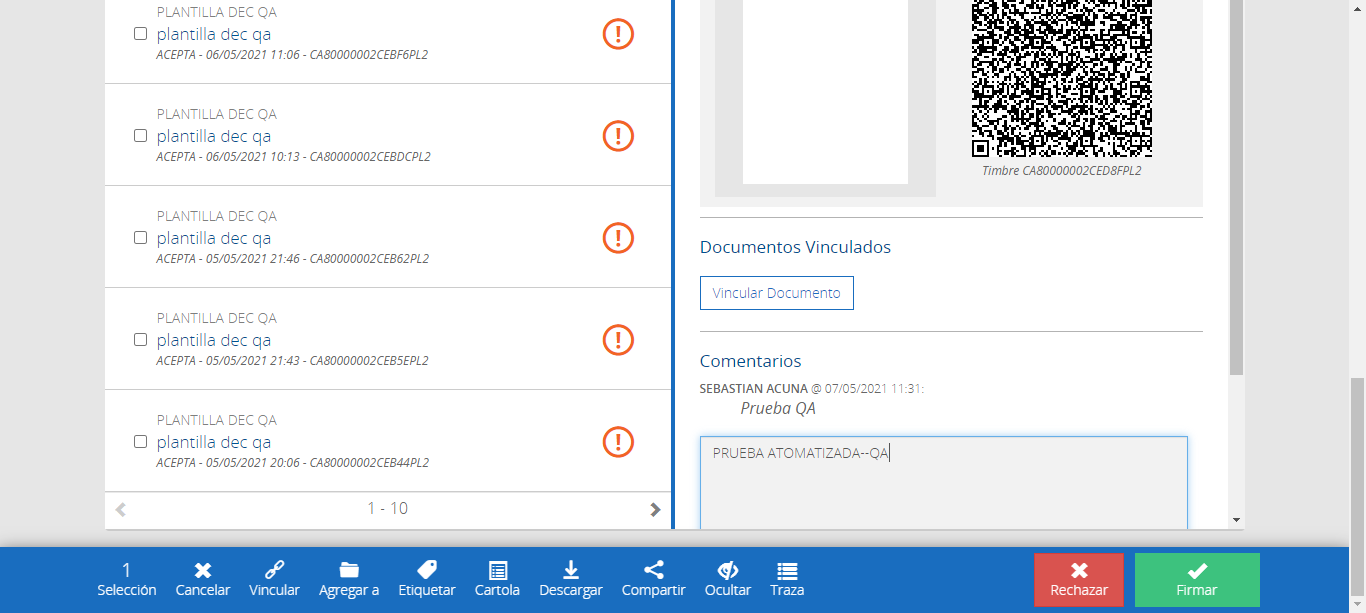 PLANTILLA DEC QA
plantilla dec qa
ACEPTA - 06/05/2021 11:06 - CA80000002CEBF6PL2
PLANTILLA DEC QA
plantilla dec qa
ACEPTA - 06/05/2021 10:13 - CA80000002CEBDCPL2
PLANTILLA DEC QA
plantilla dec qa
ACEPTA - 05/05/2021 21:46 - CA80000002CEB62PL2
PLANTILLA DEC QA
plantilla dec qa
ACEPTA - 05/05/2021 21:43 - CA80000002CEB5EPL2
PLANTILLA DEC QA
plantilla dec qa
ACEPTA - 05/05/2021 20:06 - CA80000002CEB44PL2
1 - 10
Timbre CA80000002CED8FPL2
Documentos Vinculados
Vincular Documento
Comentarios
SEBASTIAN ACUNA @ 07/05/2021 11:31:
Prueba QA
PRUEBA ATOMATIZADA--QA
1
Selección
Cancelar
Vincular
Agregar a
Etiquetar
Cartola
Descargar
Compartir
Ocultar
Traza
Rechazar
Firmar